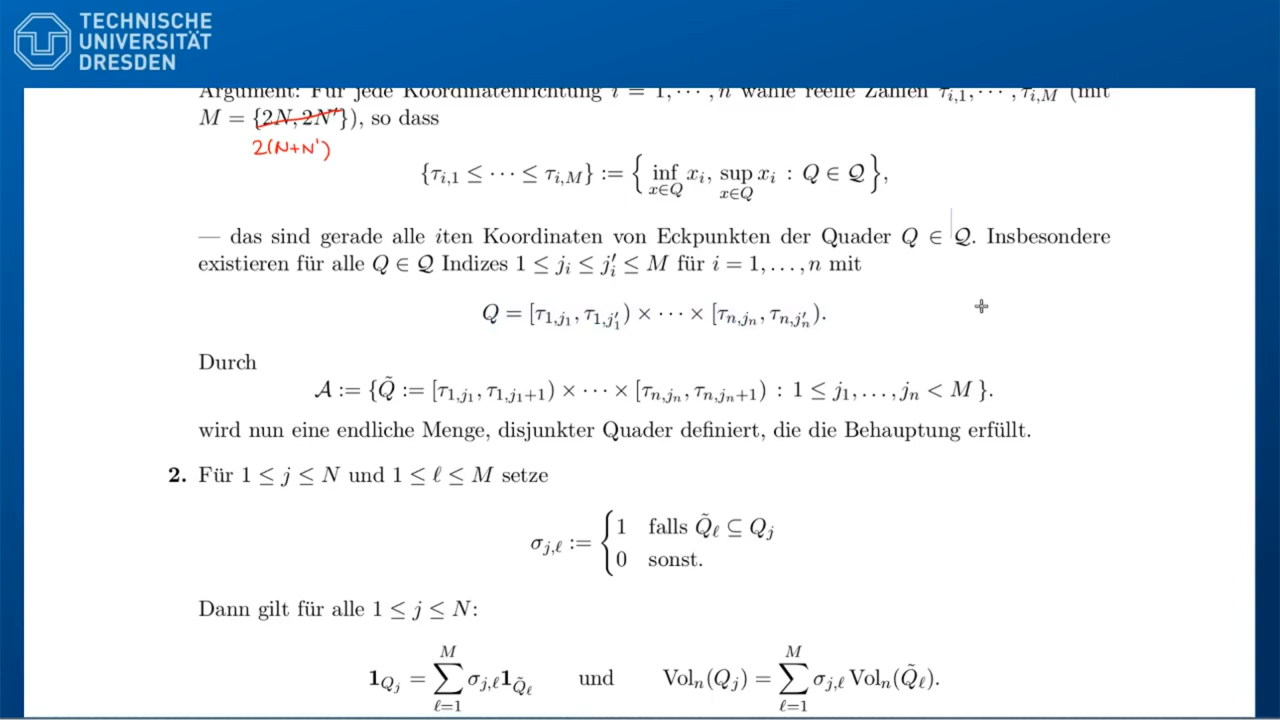 TECHNISCHE
UNIVERSITÄT
DRESDEN
Argument: Für jede Koordinatenrichtung i = 1, ⋯ , n wähle reelle Zahlen τ_{i,1}, ⋯ , τ_{i,M} (mit
M = {2N, 2N'}), so dass
2(N+N')
{τ_{i,1} ≤ ⋯ ≤ τ_{i,M}} := { inf_{x∈Q} x_i, sup_{x∈Q} x_i : Q ∈ 𝒬 },
— das sind gerade alle iten Koordinaten von Eckpunkten der Quader Q ∈ 𝒬. Insbesondere
existieren für alle Q ∈ 𝒬 Indizes 1 ≤ j_i ≤ j'_i ≤ M für i = 1, . . . , n mit
Q = [τ_{1,j_1}, τ_{1,j'_1}) × ⋯ × [τ_{n,j_n}, τ_{n,j'_n}).
Durch
𝒜 := {Q̃ := [τ_{1,j_1}, τ_{1,j_1+1}) × ⋯ × [τ_{n,j_n}, τ_{n,j_n+1}) : 1 ≤ j_1, . . . , j_n < M }.
wird nun eine endliche Menge, disjunkter Quader definiert, die die Behauptung erfüllt.
2. Für 1 ≤ j ≤ N und 1 ≤ ℓ ≤ M setze
σ_{j,ℓ} := { 1 falls Q̃_ℓ ⊆ Q_j
0 sonst.
Dann gilt für alle 1 ≤ j ≤ N:
𝟏_{Q_j} = ∑_{ℓ=1}^{M} σ_{j,ℓ} 𝟏_{Q̃_ℓ} und Vol_n(Q_j) = ∑_{ℓ=1}^{M} σ_{j,ℓ} Vol_n(Q̃_ℓ).